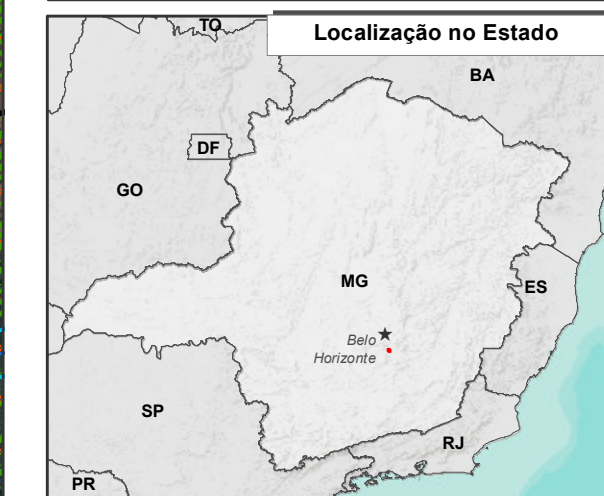 Localização no Estado
TO
BA
DF
GO
MG
ES
Belo
Horizonte
SP
RJ
PR